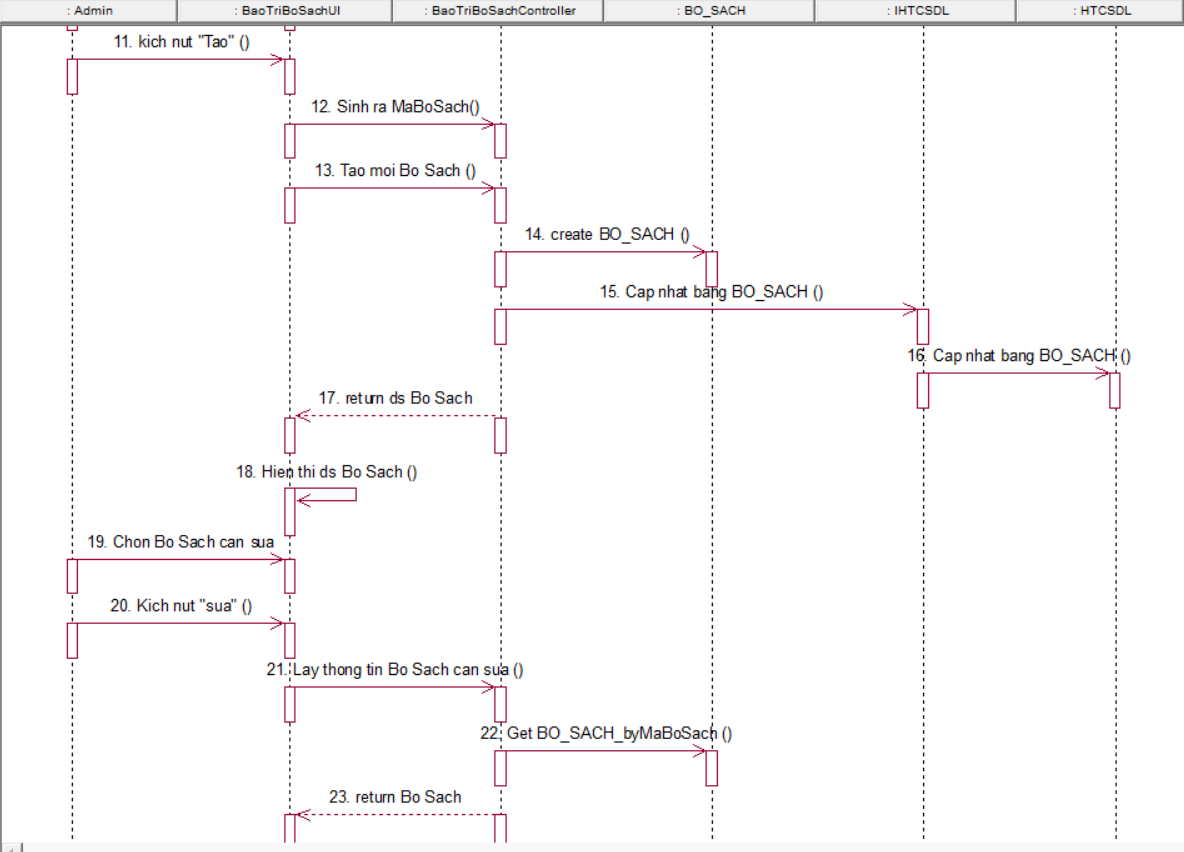 : Admin
: BaoTriBoSachUI
: BaoTriBoSachController
: BO_SACH
: IHTCSDL
: HTCSDL
11. kich nut "Tao" ()
12. Sinh ra MaBoSach()
13. Tao moi Bo Sach ()
14. create BO_SACH ()
15. Cap nhat bang BO_SACH ()
16. Cap nhat bang BO_SACH ()
17. return ds Bo Sach
18. Hien thi ds Bo Sach ()
19. Chon Bo Sach can sua
20. Kich nut "sua" ()
21. Lay thong tin Bo Sach can sua ()
22. Get BO_SACH_byMaBoSach ()
23. return Bo Sach